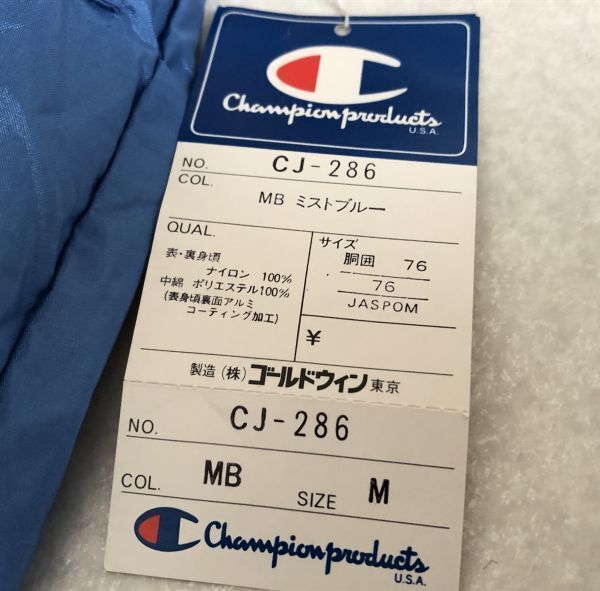 Champion products
U.S.A.
NO. CJ-286
COL.
MB ミストブルー
QUAL.
表・裏身頃
ナイロン 100%
中綿 ポリエステル100%
(表身頃裏面アルミ
コーティング加工)
サイズ
胴囲 76
76
JASPOM
¥
製造(株)ゴールドウイン東京
NO. CJ-286
COL. MB SIZE M
Champion products
U.S.A.